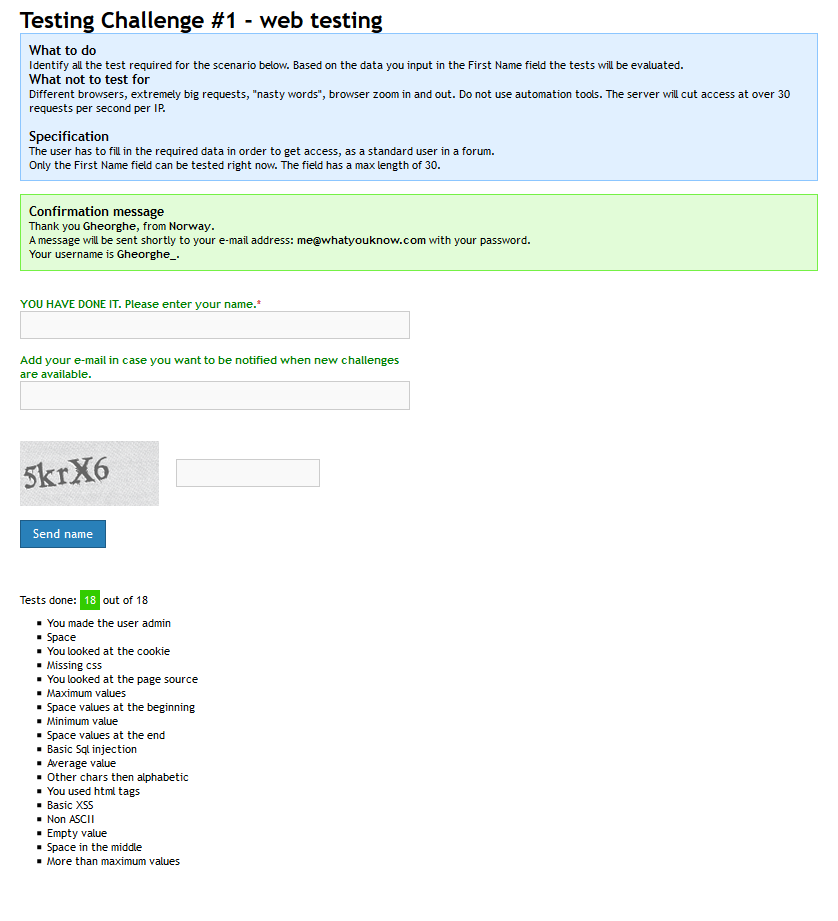 Testing Challenge #1 - web testing
What to do
Identify all the test required for the scenario below. Based on the data you input in the First Name field the tests will be evaluated.
What not to test for
Different browsers, extremely big requests, "nasty words", browser zoom in and out. Do not use automation tools. The server will cut access at over 30
requests per second per IP.
Specification
The user has to fill in the required data in order to get access, as a standard user in a forum.
Only the First Name field can be tested right now. The field has a max length of 30.
Confirmation message
Thank you Gheorghe, from Norway.
A message will be sent shortly to your e-mail address: me@whatyouknow.com with your password.
Your username is Gheorghe_.
YOU HAVE DONE IT. Please enter your name.*
Add your e-mail in case you want to be notified when new challenges
are available.
5krX6
Send name
Tests done: 18 out of 18
You made the user admin
Space
You looked at the cookie
Missing css
You looked at the page source
Maximum values
Space values at the beginning
Minimum value
Space values at the end
Basic Sql injection
Average value
Other chars then alphabetic
You used html tags
Basic XSS
Non ASCII
Empty value
Space in the middle
More than maximum values